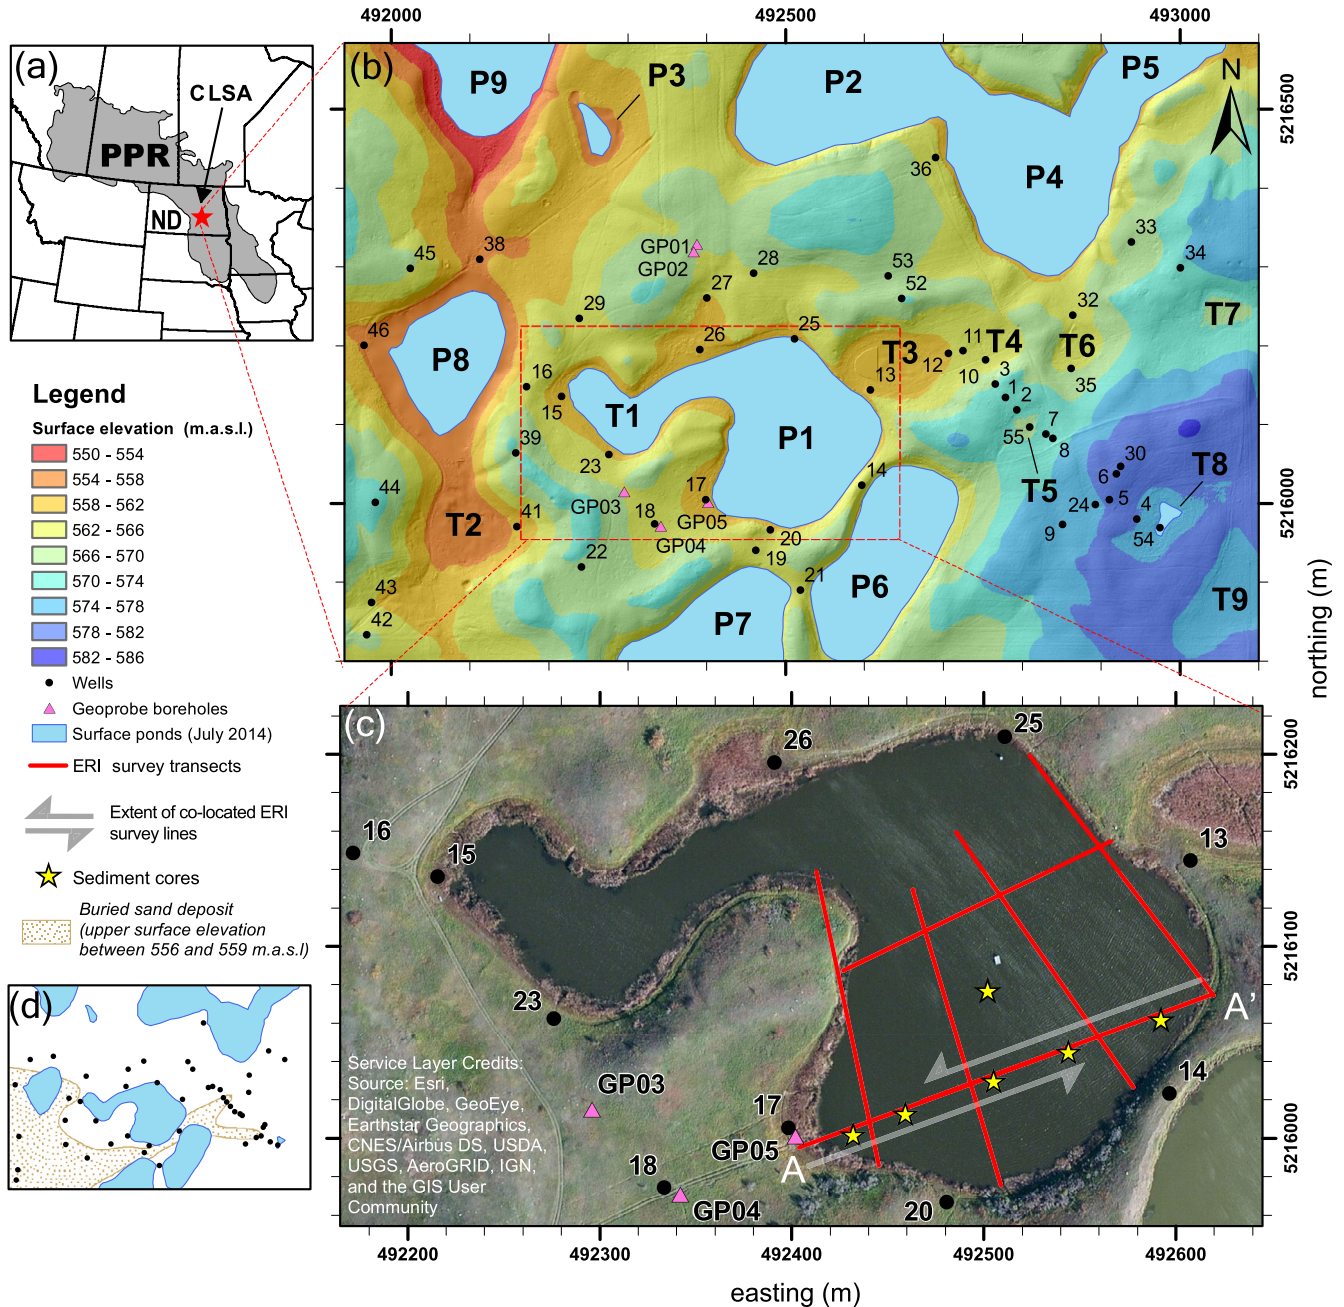 492000
492500
493000
(a)
CLSA
PPR
ND
(b)
P9
P3
P2
P5
N
5216500
P4
36
33
34
45
38
GP01
GP02
28
53
27
52
29
32
T7
46
26
25
11
T4
T6
P8
T3
12
10
16
13
3
35
15
T1
1
2
P1
55
7
8
39
23
T5
30
T8
14
6
44
17
5
4
GP03
18
GP05
24
5216000
41
T2
GP04
20
9
54
22
19
43
21
P6
T9
42
P7
northing (m)
Legend
Surface elevation (m.a.s.l.)
550 - 554
554 - 558
558 - 562
562 - 566
566 - 570
570 - 574
574 - 578
578 - 582
582 - 586
Wells
Geoprobe boreholes
Surface ponds (July 2014)
ERI survey transects
Extent of co-located ERI
survey lines
Sediment cores
Buried sand deposit
(upper surface elevation
between 556 and 559 m.a.s.l)
(d)
(c)
26
25
5216200
16
15
13
5216100
23
A'
Service Layer Credits:
Source: Esri,
DigitalGlobe, GeoEye,
Earthstar Geographics,
CNES/Airbus DS, USDA,
USGS, AeroGRID, IGN,
and the GIS User
Community
GP03
14
17
GP05
A
5216000
18
GP04
20
492200
492300
492400
492500
492600
easting (m)